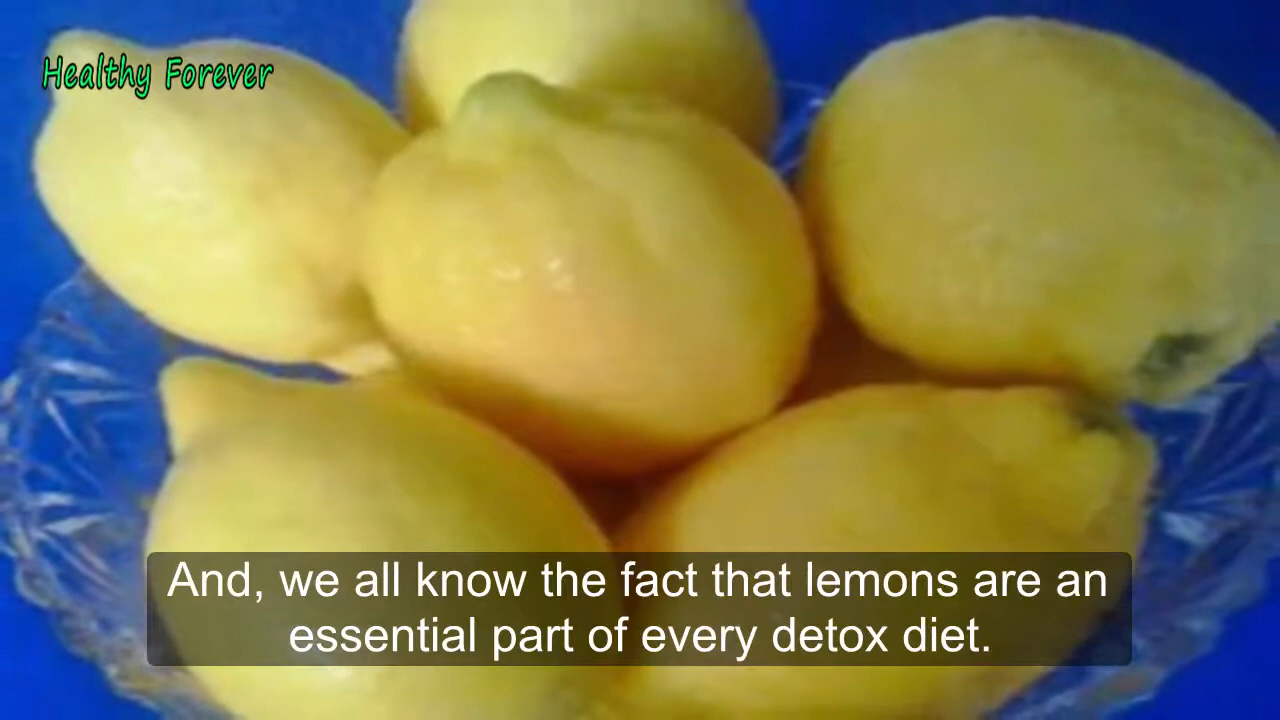 Healthy Forever
And, we all know the fact that lemons are an
essential part of every detox diet.